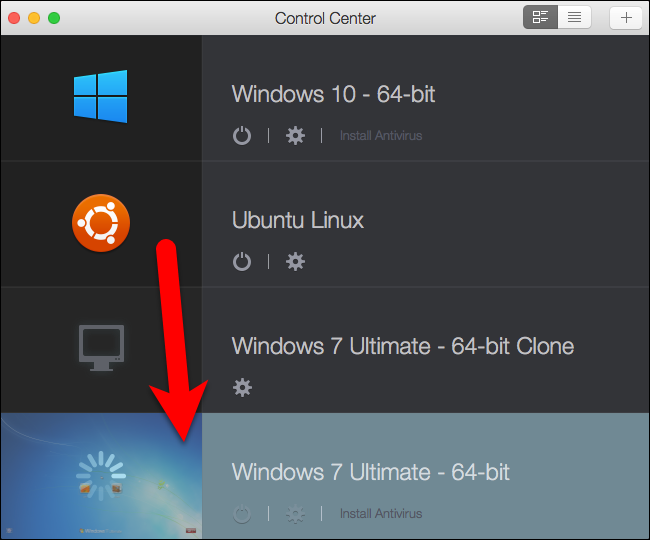 Control Center
Windows 10 - 64-bit
Install Antivirus
Ubuntu Linux
Windows 7 Ultimate - 64-bit Clone
Windows 7 Ultimate - 64-bit
Install Antivirus